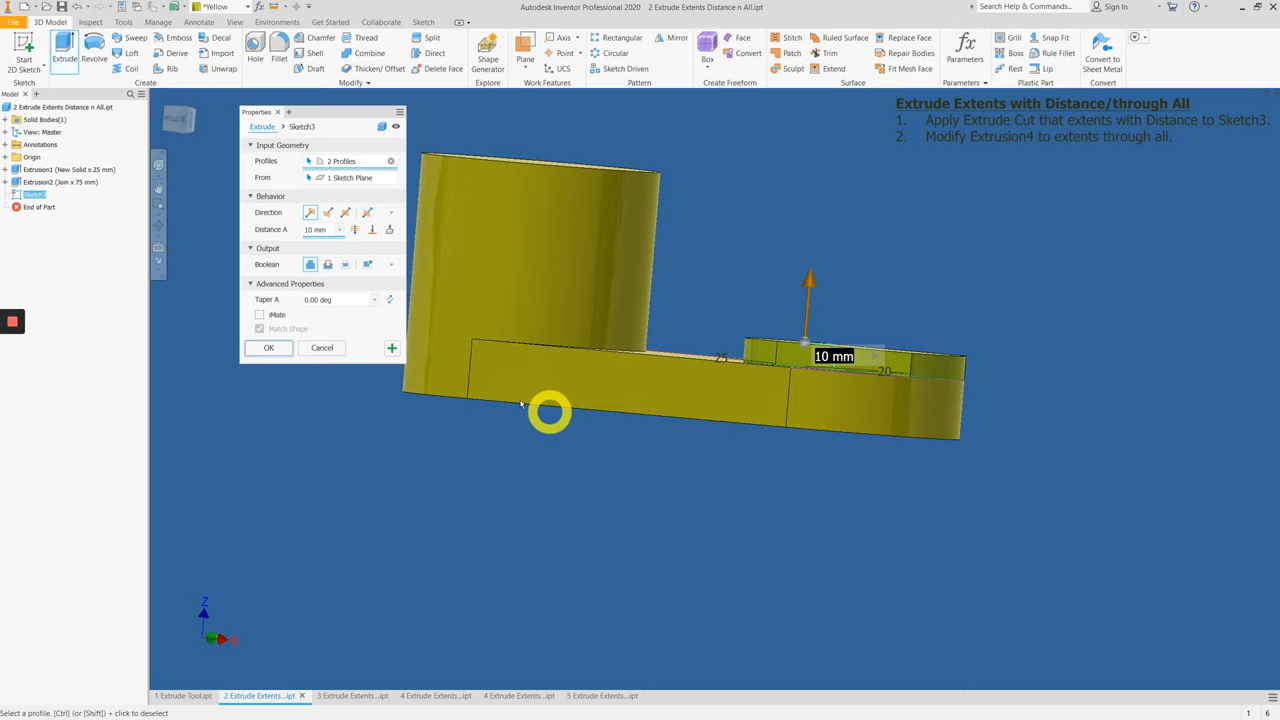 *Yellow
Autodesk Inventor Professional 2020   2 Extrude Extents Distance n All.ipt
Search Help & Commands...
Sign In
File
3D Model
Inspect
Tools
Manage
Annotate
View
Environments
Get Started
Collaborate
Sketch
Start
2D Sketch
Sketch
Extrude
Revolve
Sweep
Emboss
Decal
Loft
Derive
Import
Coil
Rib
Unwrap
Create
Hole
Fillet
Chamfer
Thread
Split
Shell
Combine
Direct
Draft
Thicken/ Offset
Delete Face
Modify
Shape
Generator
Explore
Plane
Axis
Point
UCS
Work Features
Rectangular
Mirror
Circular
Sketch Driven
Pattern
Box
Face
Convert
Create Freeform
Stitch
Ruled Surface
Replace Face
Patch
Trim
Repair Bodies
Sculpt
Extend
Fit Mesh Face
Surface
fx
Parameters
Parameters
Grill
Snap Fit
Boss
Rule Fillet
Rest
Lip
Plastic Part
Convert to
Sheet Metal
Convert
Model
2 Extrude Extents Distance n All.ipt
Solid Bodies(1)
View: Master
Annotations
Origin
Extrusion1 (New Solid x 25 mm)
Extrusion2 (Join x 75 mm)
Sketch3
End of Part
BOTTOM
Properties
Extrude
Sketch3
Input Geometry
Profiles
2 Profiles
From
1 Sketch Plane
Behavior
Direction
Distance A
10 mm
Output
Boolean
Advanced Properties
Taper A
0.00 deg
iMate
Match Shape
OK
Cancel
Extrude Extents with Distance/through All
1. Apply Extrude Cut that extents with Distance to Sketch3.
2. Modify Extrusion4 to extents through all.
25
10 mm
20
Z
X
1 Extrude Tool.ipt
2 Extrude Extents...ipt
3 Extrude Extents...ipt
4 Extrude Extents...ipt
4 Extrude Extents...ipt
5 Extrude Extents...ipt
Select a profile. [Ctrl] (or [Shift]) + click to deselect
1
6